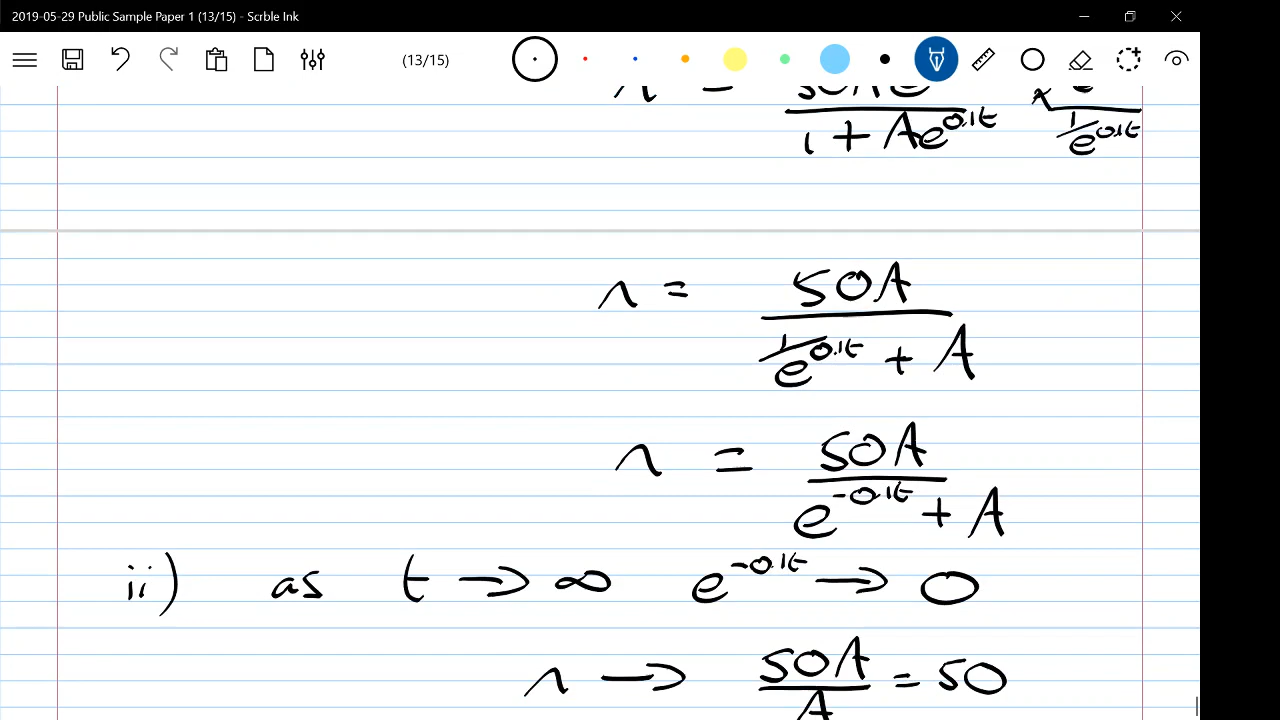 2019-05-29 Public Sample Paper 1 (13/15) - Scrble Ink
(13/15)
1 + Ae^0.1t 1/e^0.1t
n = 50A / (1/e^0.1t + A)
n = 50A / (e^-0.1t + A)
ii) as t → ∞ e^-0.1t → 0
n → 50A/A = 50